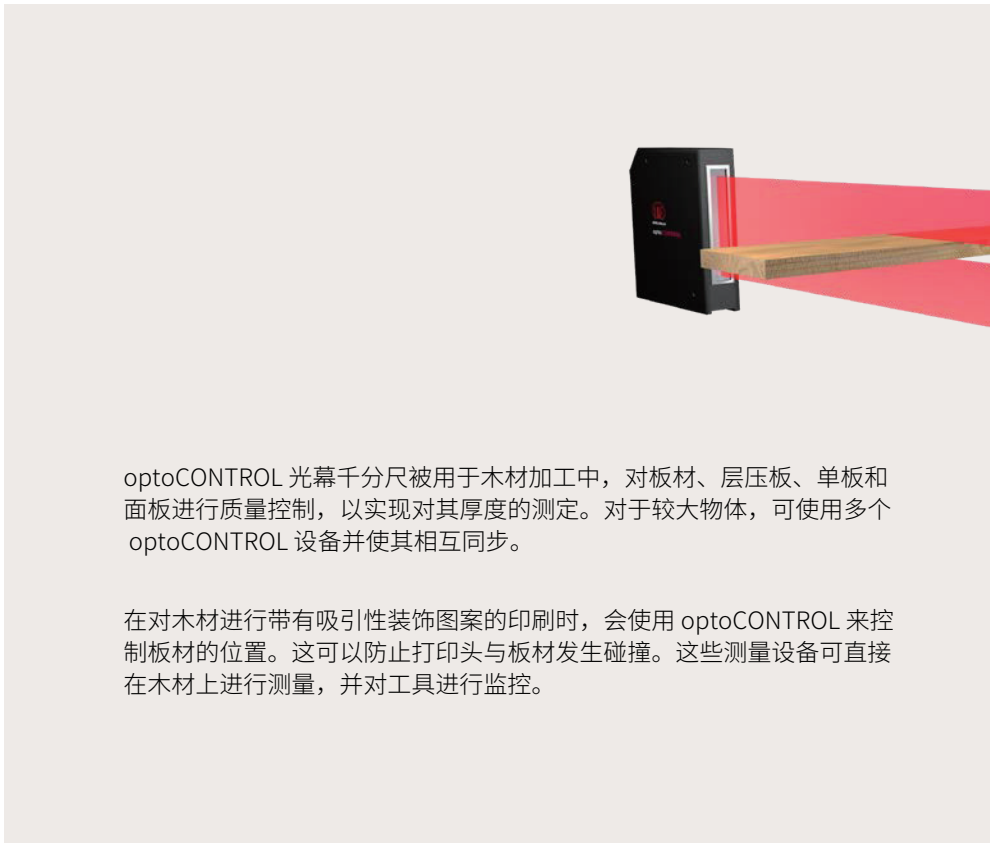 optoCONTROL
optoCONTROL 光幕千分尺被用于木材加工中，对板材、层压板、单板和
面板进行质量控制，以实现对其厚度的测定。对于较大物体，可使用多个
optoCONTROL 设备并使其相互同步。
在对木材进行带有吸引性装饰图案的印刷时，会使用 optoCONTROL 来控
制板材的位置。这可以防止打印头与板材发生碰撞。这些测量设备可直接
在木材上进行测量，并对工具进行监控。